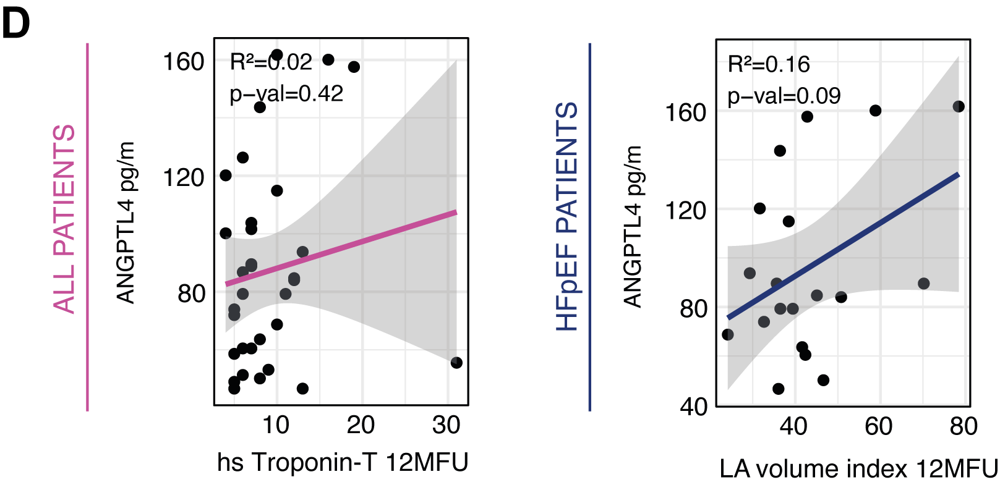 D
ALL PATIENTS
ANGPTL4 pg/m
160
120
80
R²=0.02
p-val=0.42
10 20 30
hs Troponin-T 12MFU
HFpEF PATIENTS
ANGPTL4 pg/m
160
120
80
40
R²=0.16
p-val=0.09
40 60 80
LA volume index 12MFU